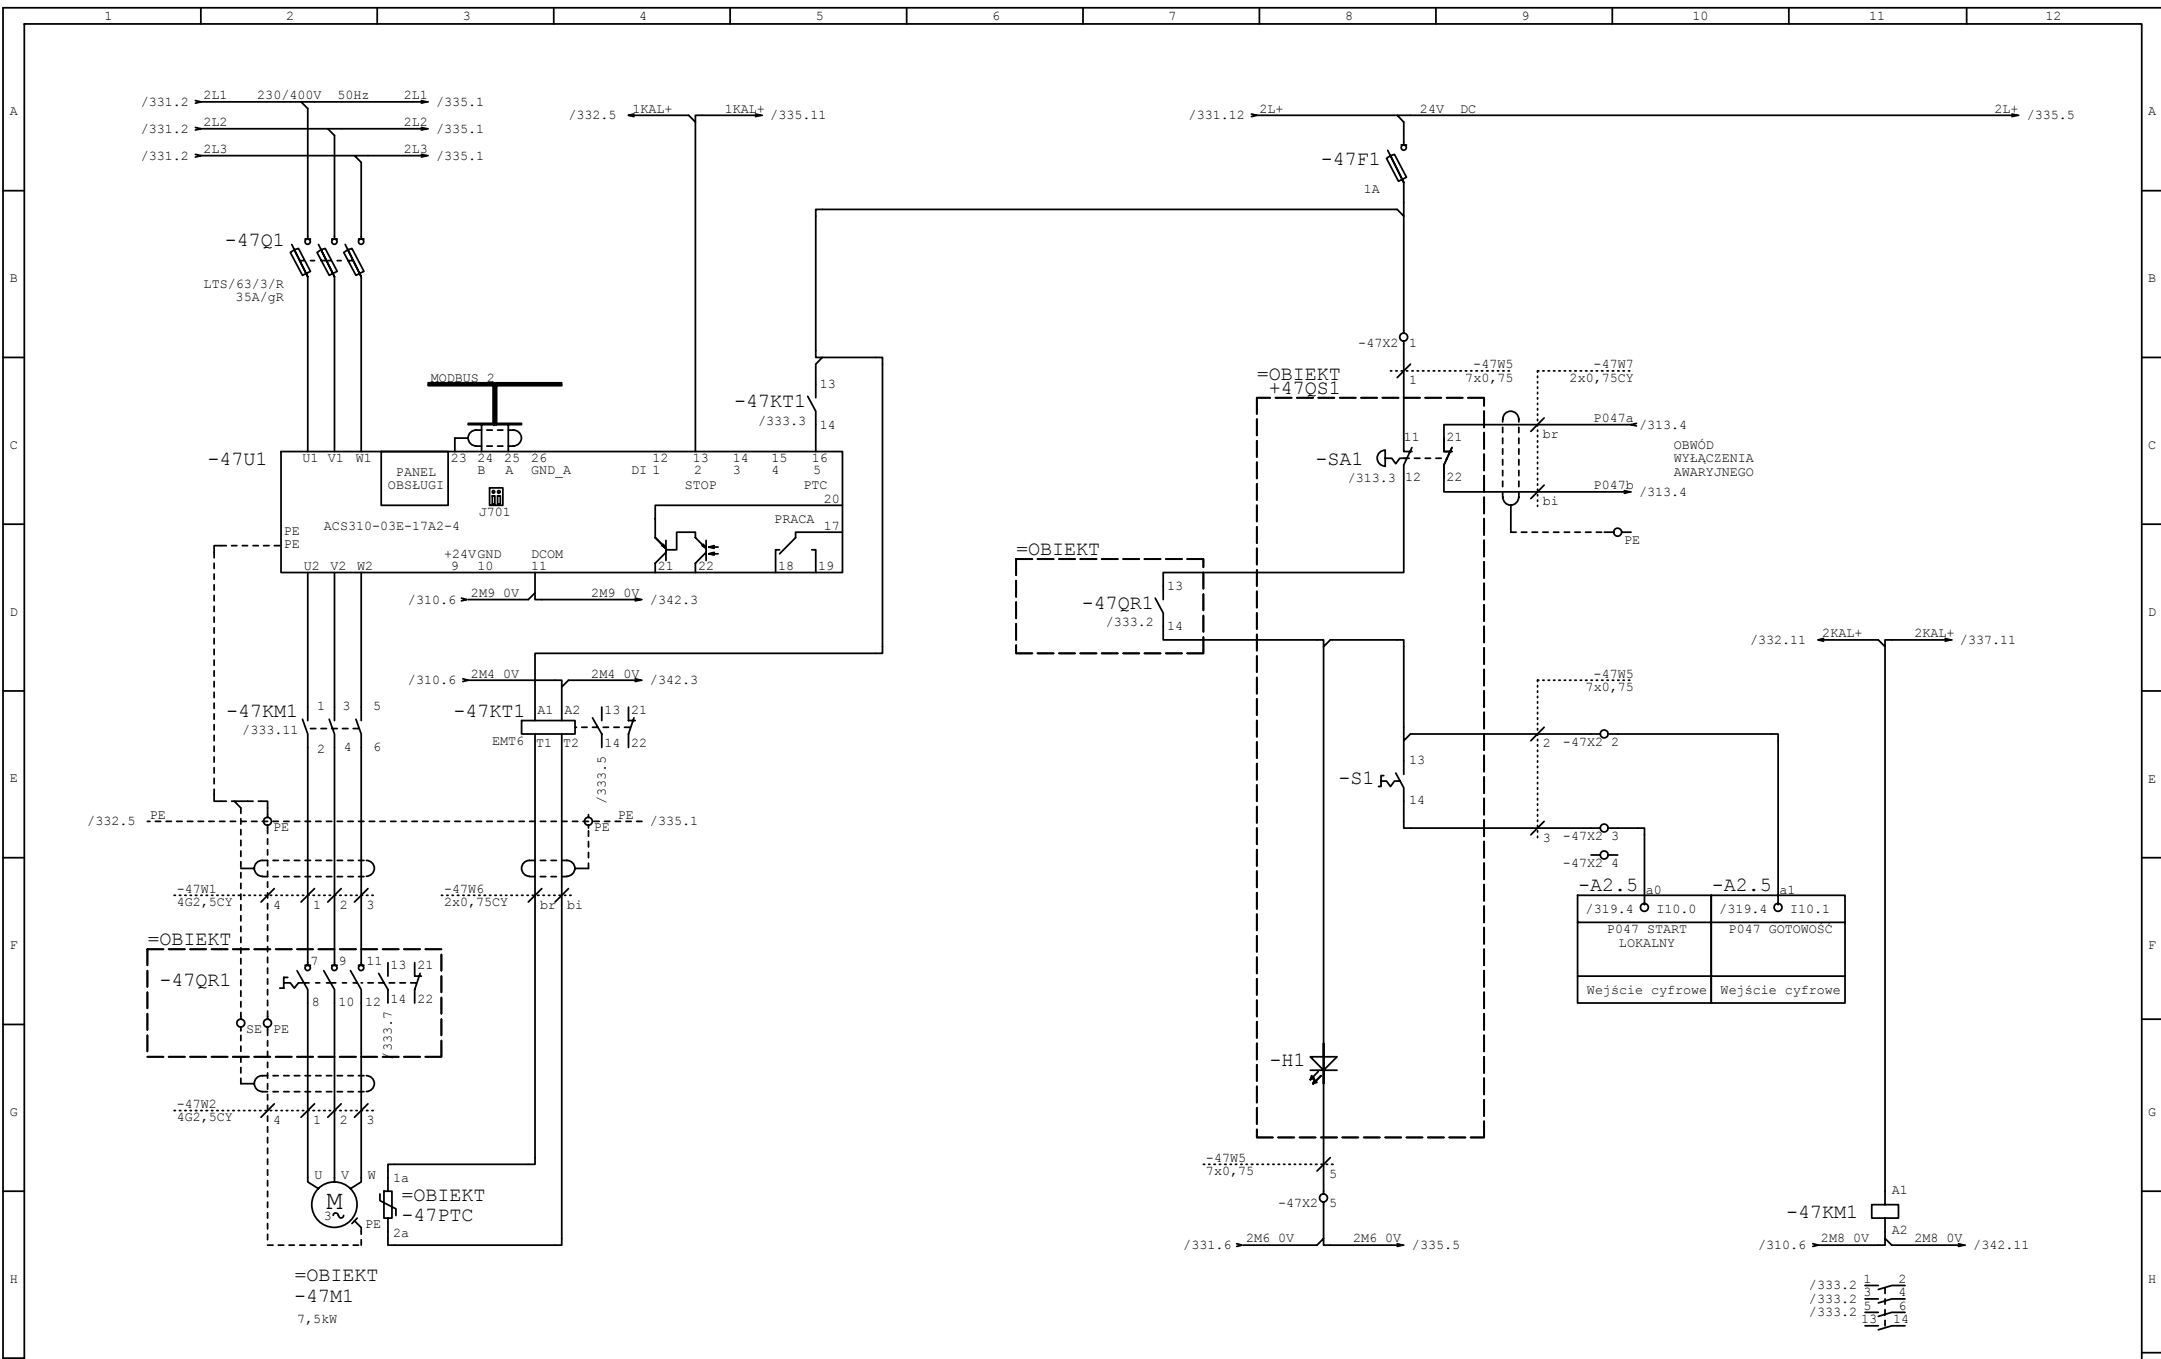 1 2 3 4 5 6 7 8 9 10 11 12
A A
B B
C C
D D
E E
F F
G G
H H
/331.2 2L1 230/400V 50Hz 2L1 /335.1
/331.2 2L2 2L2 /335.1
/331.2 2L3 2L3 /335.1
/332.5 1KAL+ 1KAL+ /335.11
/331.12 2L+ 24V DC 2L+ /335.5
-47F1
1A
-47Q1
LTS/63/3/R
35A/gR
MODBUS 2
-47KT1
/333.3
13
14
-47U1
U1 V1 W1
PANEL
OBSŁUGI
23 24 25 26
B A GND_A
J701
DI
12 13 14 15 16
1 2 3 4 5
STOP PTC
20
PRACA 17
ACS310-03E-17A2-4
PE
PE
+24V GND DCOM
9 10 11
U2 V2 W2
21 22 18 19
/310.6 2M9 0V 2M9 0V /342.3
/310.6 2M4 0V 2M4 0V /342.3
-47KM1
/333.11
1 3 5
2 4 6
-47KT1
EMT6
A1 A2 13 21
T1 T2 14 22
/333.5
/332.5 PE PE PE PE /335.1
-47W1
4G2,5CY
4 1 2 3
-47W6
2x0,75CY
br bi
=OBIEKT
-47QR1
7 9 11 13 21
8 10 12 14 22
/333.7
SE PE
-47W2
4G2,5CY
4 1 2 3
U V W
M
3~
PE
1a
=OBIEKT
-47PTC
2a
=OBIEKT
-47M1
7,5kW
-47X2 1
-47W5
7x0,75
1
=OBIEKT
+47QS1
-47W7
2x0,75CY
P047a /313.4
br
OBWÓD
WYŁĄCZENIA
AWARYJNEGO
P047b /313.4
bi
PE
-SA1
/313.3
11 21
12 22
=OBIEKT
-47QR1
/333.2
13
14
/332.11 2KAL+ 2KAL+ /337.11
-47W5
7x0,75
2 -47X2 2
-S1
13
14
3 -47X2 3
-47X2 4
-A2.5 a0 -A2.5 a1
/319.4 I10.0 /319.4 I10.1
P047 START
LOKALNY
P047 GOTOWOŚĆ
Wejście cyfrowe Wejście cyfrowe
-H1
-47W5
7x0,75
5
-47X2 5
/331.6 2M6 0V 2M6 0V /335.5
-47KM1
A1
A2
/310.6 2M8 0V 2M8 0V /342.11
/333.2 1 2
/333.2 3 4
/333.2 5 6
13 14